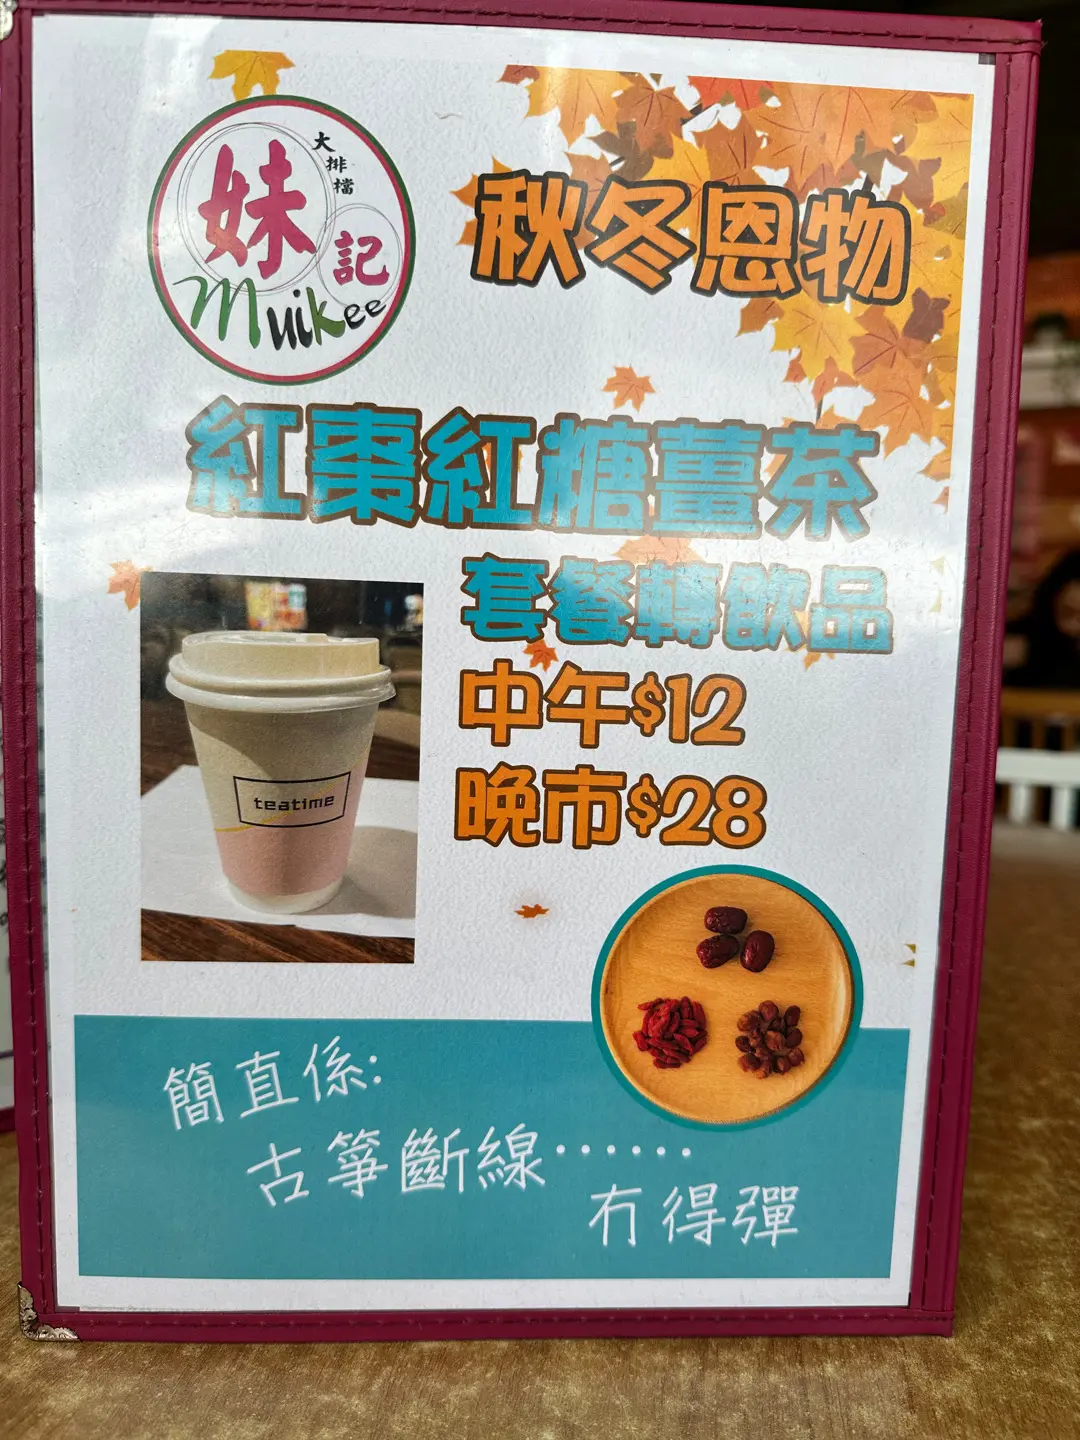 大排檔
妹記
Muikee
秋冬恩物
紅棗紅糖薑茶
套餐轉飲品
中午$12
晚市$28
teatime
簡直係:
古箏斷線⋯⋯
冇得彈